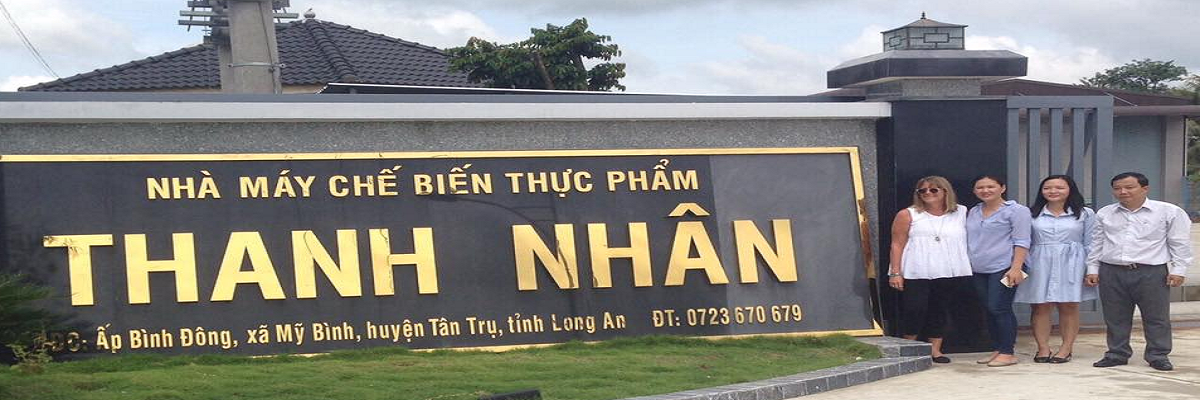 NHÀ MÁY CHẾ BIẾN THỰC PHẨM
THANH NHÂN
ĐC: Ấp Bình Đông, xã Mỹ Bình, huyện Tân Trụ, tỉnh Long An ĐT: 0723 670 679